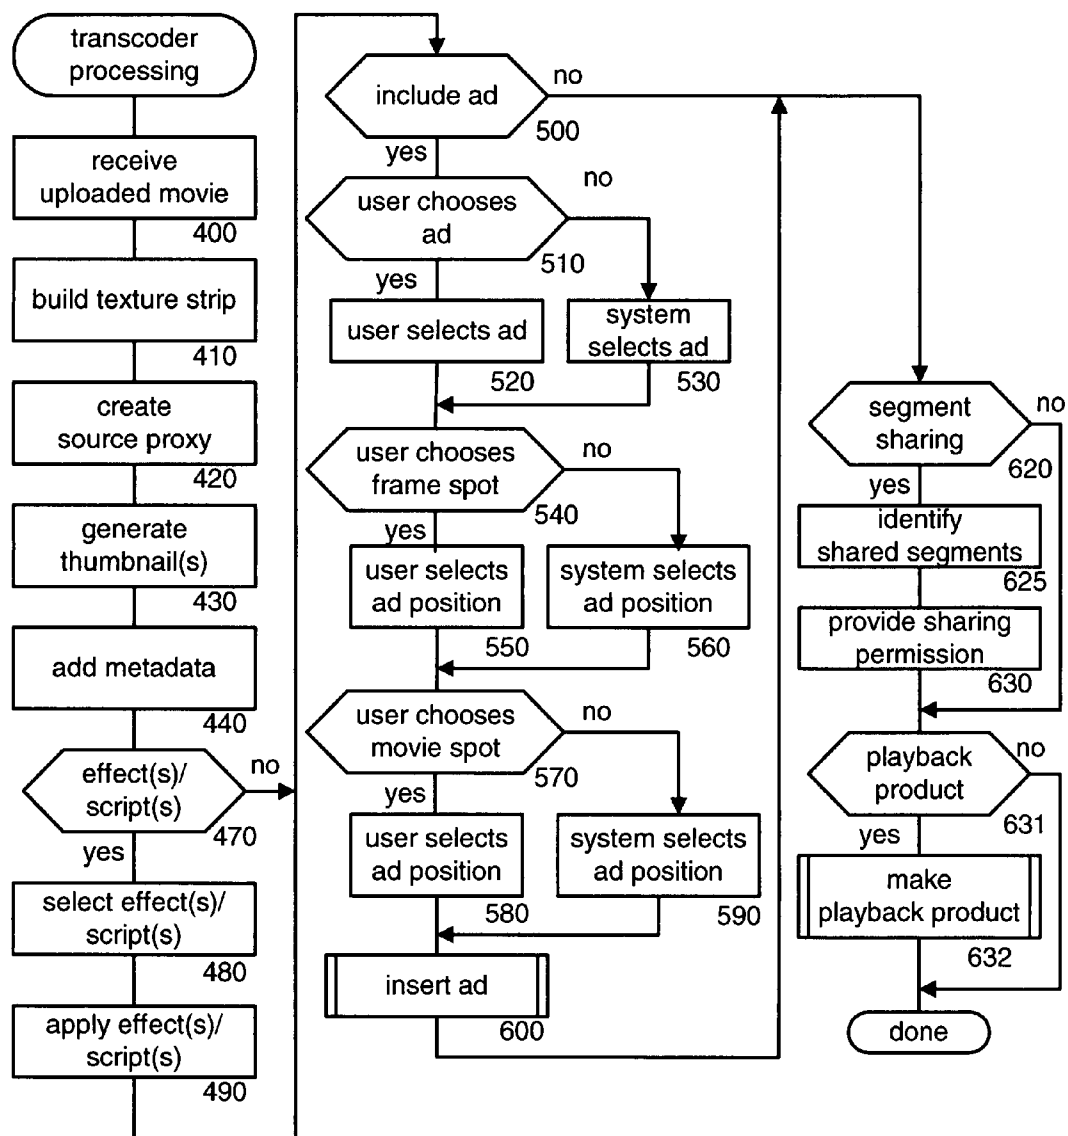 transcoder
processing
receive
uploaded movie
400
build texture strip
410
create
source proxy
420
generate
thumbnail(s)
430
add metadata
440
effect(s)/
script(s)
no
470
yes
select effect(s)/
script(s)
480
apply effect(s)/
script(s)
490
include ad
no
500
yes
user chooses
ad
no
510
yes
user selects ad
520
system
selects ad
530
user chooses
frame spot
no
540
yes
user selects
ad position
550
system selects
ad position
560
user chooses
movie spot
no
570
yes
user selects
ad position
580
system selects
ad position
590
insert ad
600
segment
sharing
no
620
yes
identify
shared segments
625
provide sharing
permission
630
playback
product
no
631
yes
make
playback product
632
done